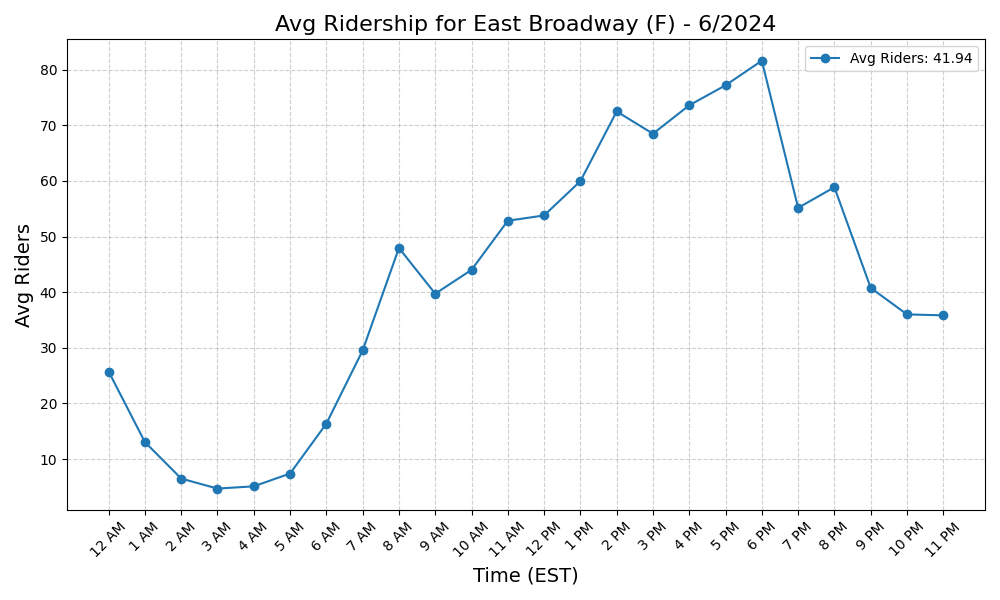 Avg Ridership for East Broadway (F) - 6/2024
Avg Riders: 41.94
Avg Riders
80
70
60
50
40
30
20
10
12 AM
1 AM
2 AM
3 AM
4 AM
5 AM
6 AM
7 AM
8 AM
9 AM
10 AM
11 AM
12 PM
1 PM
2 PM
3 PM
4 PM
5 PM
6 PM
7 PM
8 PM
9 PM
10 PM
11 PM
Time (EST)